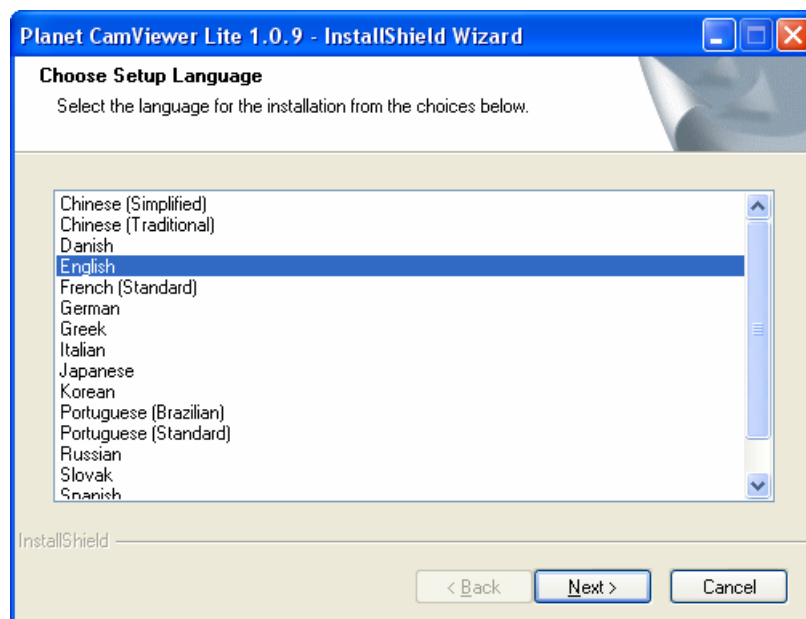 Planet CamViewer Lite 1.0.9 - InstallShield Wizard
Choose Setup Language
Select the language for the installation from the choices below.
Chinese (Simplified)
Chinese (Traditional)
Danish
English
French (Standard)
German
Greek
Italian
Japanese
Korean
Portuguese (Brazilian)
Portuguese (Standard)
Russian
Slovak
Spanish
InstallShield
< Back Next > Cancel